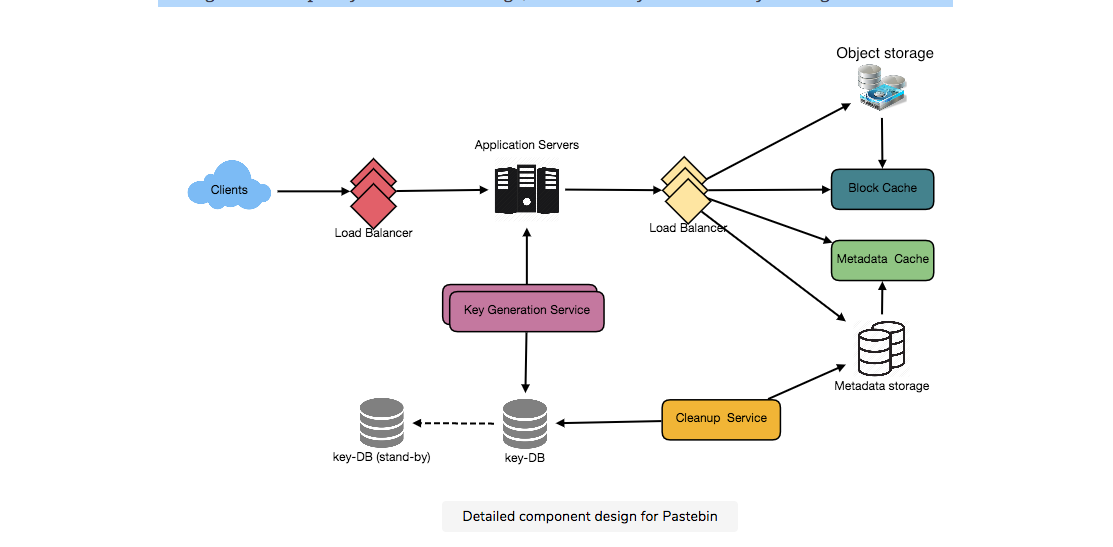 Object storage
Application Servers
Clients
Block Cache
Load Balancer
Load Balancer
Metadata Cache
Key Generation Service
Metadata storage
Cleanup Service
key-DB (stand-by)
key-DB
Detailed component design for Pastebin